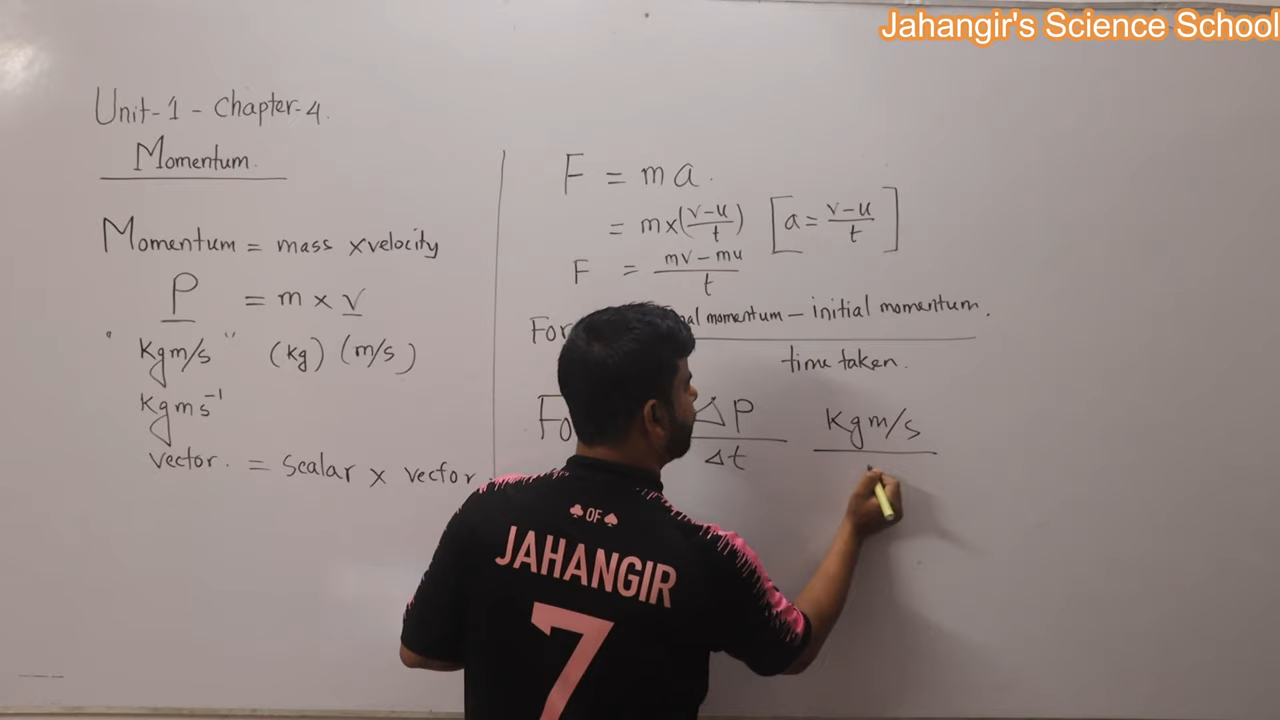 Jahangir's Science School
Unit-1 - Chapter-4.
Momentum.
Momentum = mass × velocity
P = m × v
" Kgm/s " (kg) (m/s)
Kgms⁻¹
vector. = scalar × vector
F = ma.
= m×(v-u/t) [a = v-u/t]
F = mv - mu/t
momentum - initial momentum.
time taken.
ΔP Kgm/s
Δt
OF
JAHANGIR
7